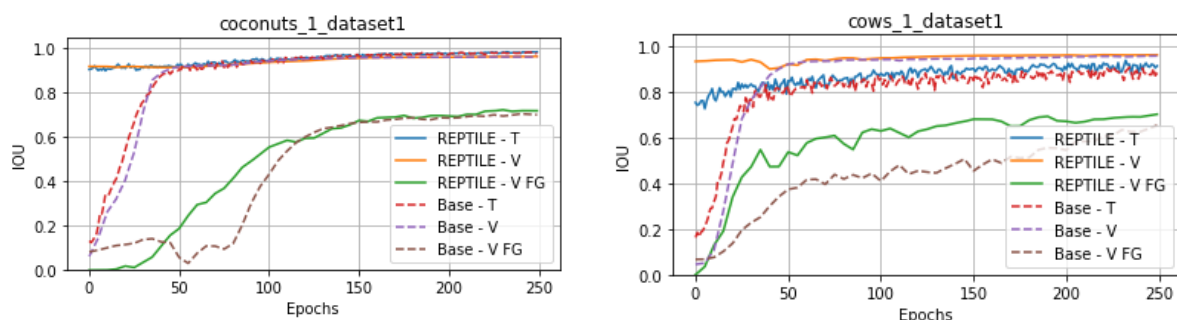 coconuts_1_dataset1
1.0
0.8
0.6
0.4
0.2
0.0
IOU
0
50
100
150
200
250
Epochs
REPTILE - T
REPTILE - V
REPTILE - V FG
Base - T
Base - V
Base - V FG
cows_1_dataset1
1.0
0.8
0.6
0.4
0.2
0.0
IOU
0
50
100
150
200
250
Epochs
REPTILE - T
REPTILE - V
REPTILE - V FG
Base - T
Base - V
Base - V FG